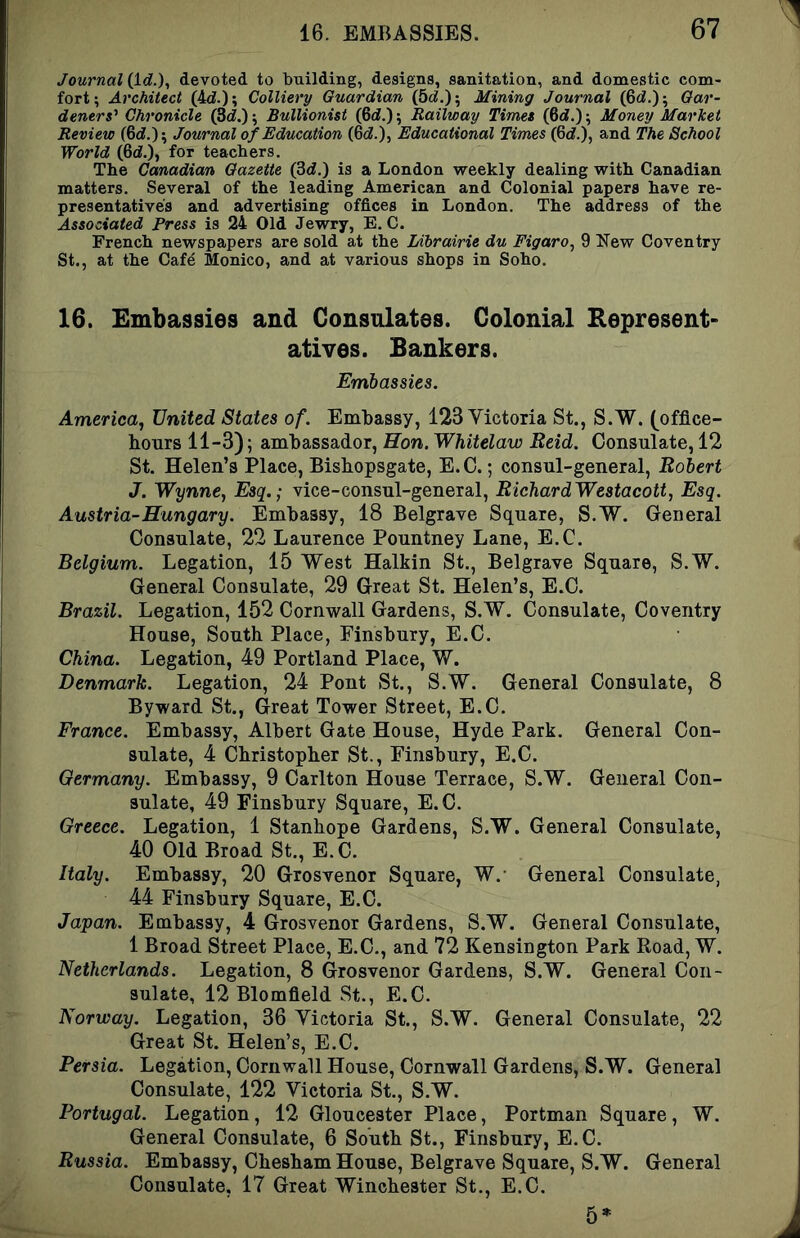 16. EMBASSIES. 67
Journal (1d.), devoted to building, designs, sanitation, and domestic com-
fort; Architect (4d.); Colliery Guardian (5d.); Mining Journal (6d.); Gar-
deners' Chronicle (3d.); Bullionist (6d.); Railway Times (6d.); Money Market
Review (6d.); Journal of Education (6d.), Educational Times (6d.), and The School
World (6d.), for teachers.
The Canadian Gazette (3d.) is a London weekly dealing with Canadian
matters. Several of the leading American and Colonial papers have re-
presentatives and advertising offices in London. The address of the
Associated Press is 24 Old Jewry, E. C.
French newspapers are sold at the Librairie du Figaro, 9 New Coventry
St., at the Café Monico, and at various shops in Soho.
16. Embassies and Consulates. Colonial Represent-
atives. Bankers.
Embassies.
America, United States of. Embassy, 123 Victoria St., S.W. (office-
hours 11-3); ambassador, Hon. Whitelaw Reid. Consulate, 12
St. Helen's Place, Bishopsgate, E.C.; consul-general, Robert
J. Wynne, Esq.; vice-consul-general, Richard Westacott, Esq.
Austria-Hungary. Embassy, 18 Belgrave Square, S.W. General
Consulate, 22 Laurence Pountney Lane, E.C.
Belgium. Legation, 15 West Halkin St., Belgrave Square, S.W.
General Consulate, 29 Great St. Helen's, E.C.
Brazil. Legation, 152 Cornwall Gardens, S.W. Consulate, Coventry
House, South Place, Finsbury, E.C.
China. Legation, 49 Portland Place, W.
Denmark. Legation, 24 Pont St., S.W. General Consulate, 8
Byward St., Great Tower Street, E.C.
France. Embassy, Albert Gate House, Hyde Park. General Con-
sulate, 4 Christopher St., Finsbury, E.C.
Germany. Embassy, 9 Carlton House Terrace, S.W. General Con-
sulate, 49 Finsbury Square, E.C.
Greece. Legation, 1 Stanhope Gardens, S.W. General Consulate,
40 Old Broad St., E.C.
Italy. Embassy, 20 Grosvenor Square, W. General Consulate,
44 Finsbury Square, E.C.
Japan. Embassy, 4 Grosvenor Gardens, S.W. General Consulate,
1 Broad Street Place, E.C., and 72 Kensington Park Road, W.
Netherlands. Legation, 8 Grosvenor Gardens, S.W. General Con-
sulate, 12 Blomfield St., E.C.
Norway. Legation, 36 Victoria St., S.W. General Consulate, 22
Great St. Helen's, E.C.
Persia. Legation, Cornwall House, Cornwall Gardens, S.W. General
Consulate, 122 Victoria St., S.W.
Portugal. Legation, 12 Gloucester Place, Portman Square, W.
General Consulate, 6 South St., Finsbury, E.C.
Russia. Embassy, Chesham House, Belgrave Square, S.W. General
Consulate, 17 Great Winchester St., E.C.
5*